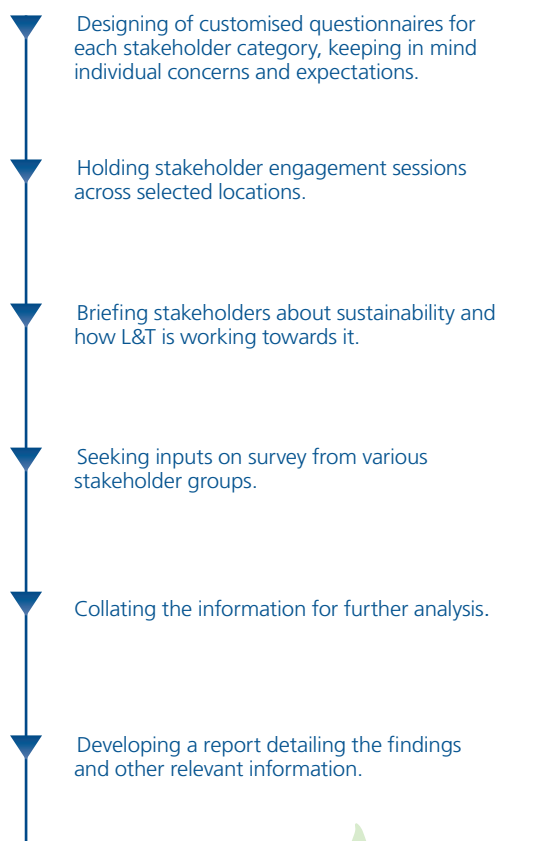 Designing of customised questionnaires for
each stakeholder category, keeping in mind
individual concerns and expectations.
Holding stakeholder engagement sessions
across selected locations.
Briefing stakeholders about sustainability and
how L&T is working towards it.
Seeking inputs on survey from various
stakeholder groups.
Collating the information for further analysis.
Developing a report detailing the findings
and other relevant information.